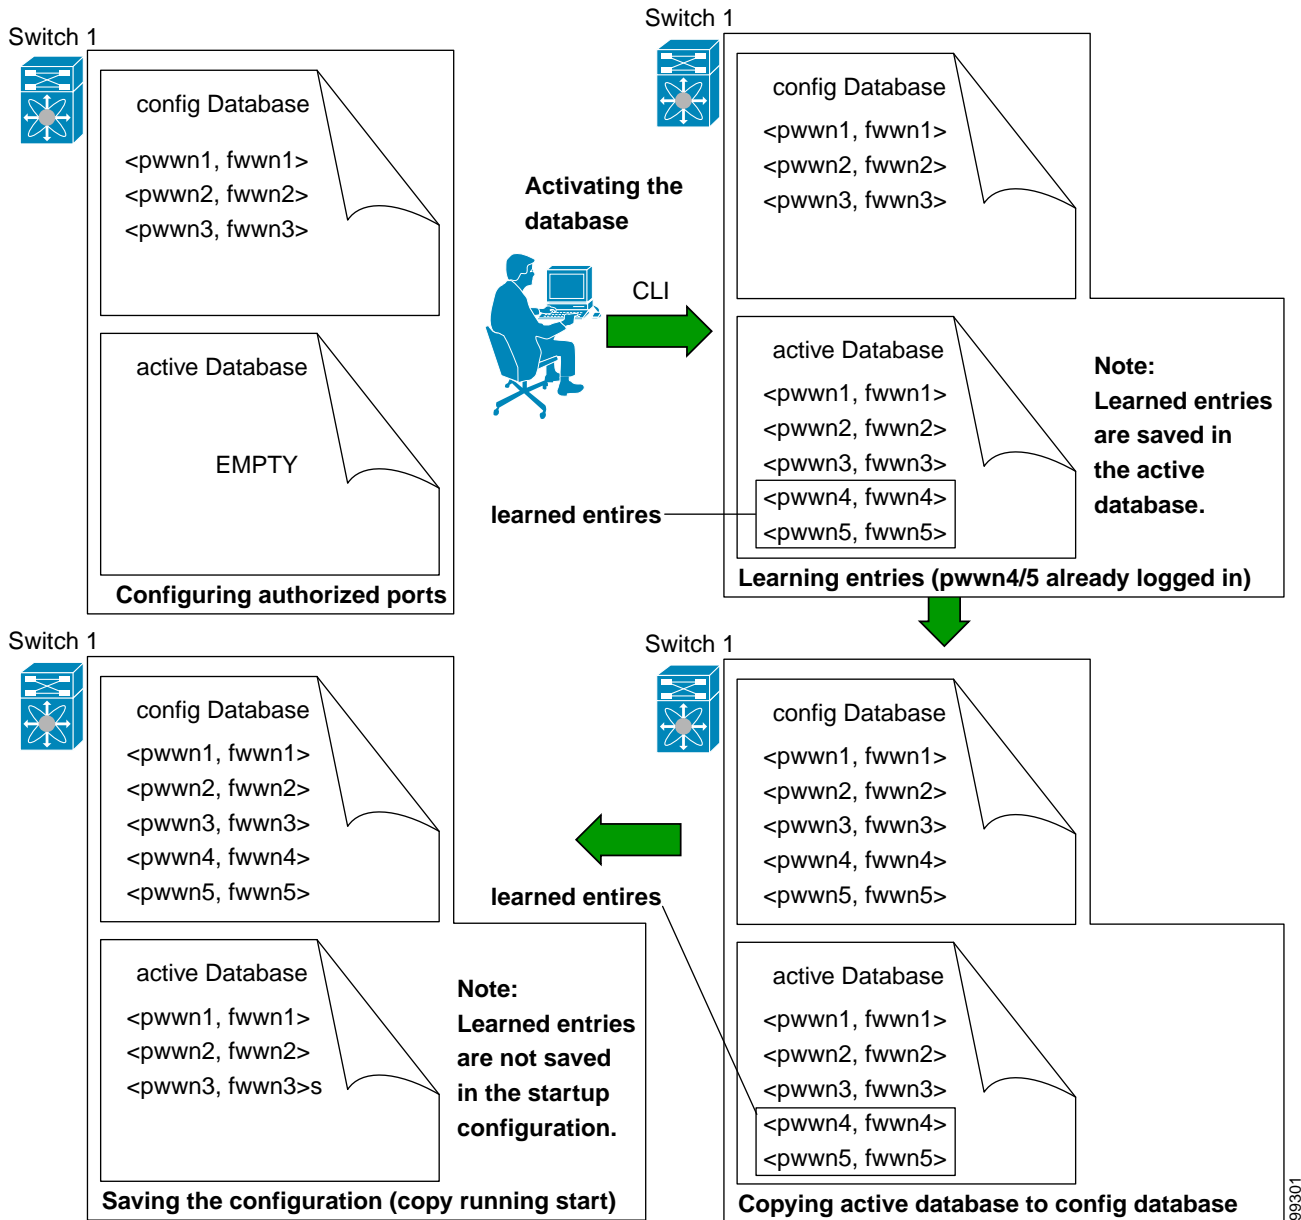 Switch 1
config Database
<pwwn1, fwwn1>
<pwwn2, fwwn2>
<pwwn3, fwwn3>
active Database
EMPTY
Configuring authorized ports
Activating the
database
CLI
Switch 1
config Database
<pwwn1, fwwn1>
<pwwn2, fwwn2>
<pwwn3, fwwn3>
active Database
<pwwn1, fwwn1>
<pwwn2, fwwn2>
<pwwn3, fwwn3>
<pwwn4, fwwn4>
<pwwn5, fwwn5>
learned entires
Note:
Learned entries
are saved in
the active
database.
Learning entries (pwwn4/5 already logged in)
Switch 1
config Database
<pwwn1, fwwn1>
<pwwn2, fwwn2>
<pwwn3, fwwn3>
<pwwn4, fwwn4>
<pwwn5, fwwn5>
active Database
<pwwn1, fwwn1>
<pwwn2, fwwn2>
<pwwn3, fwwn3>s
Note:
Learned entries
are not saved
in the startup
configuration.
Saving the configuration (copy running start)
Switch 1
config Database
<pwwn1, fwwn1>
<pwwn2, fwwn2>
<pwwn3, fwwn3>
<pwwn4, fwwn4>
<pwwn5, fwwn5>
learned entires
active Database
<pwwn1, fwwn1>
<pwwn2, fwwn2>
<pwwn3, fwwn3>
<pwwn4, fwwn4>
<pwwn5, fwwn5>
Copying active database to config database
99301